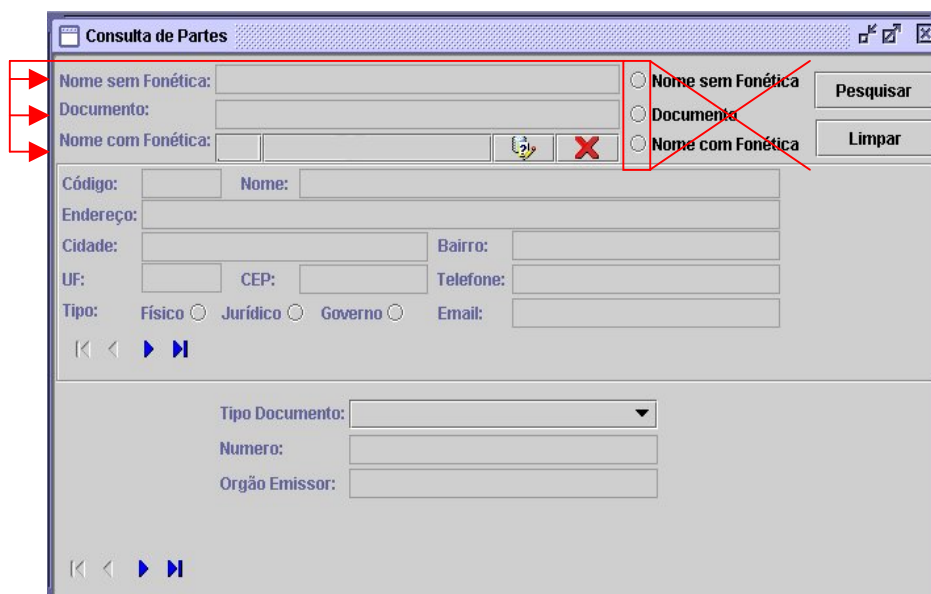 Consulta de Partes
Nome sem Fonética: Nome sem Fonética Pesquisar
Documento: Documento
Nome com Fonética: Nome com Fonética Limpar
Código: Nome:
Endereço:
Cidade: Bairro:
UF: CEP: Telefone:
Tipo: Físico Jurídico Governo Email:
Tipo Documento:
Numero:
Orgão Emissor: